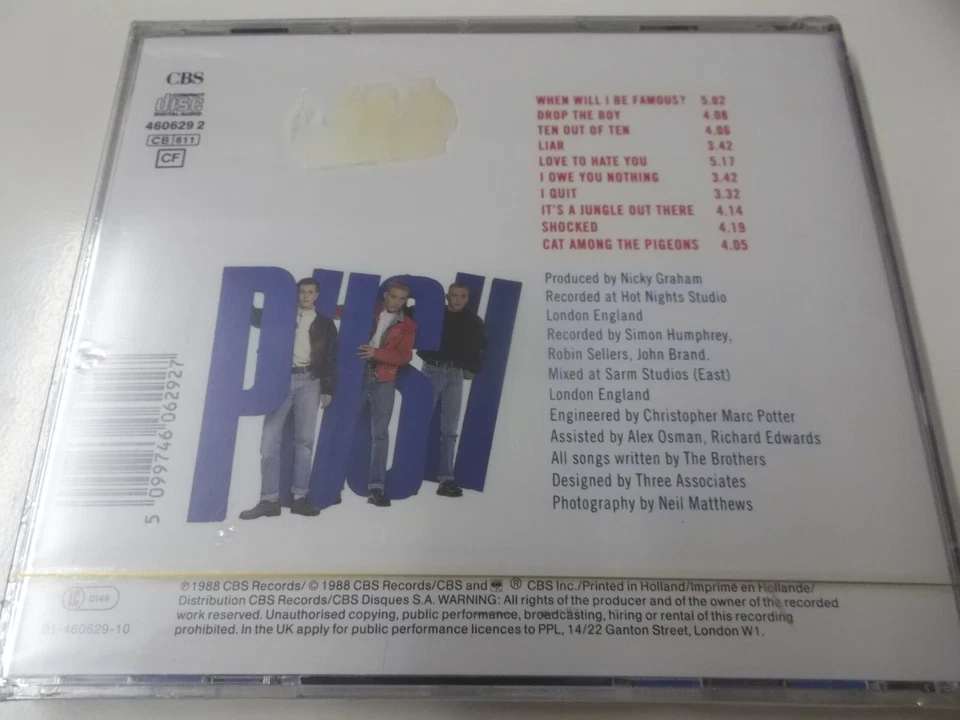 CBS
COMPACT
disc
DIGITAL AUDIO
460629 2
CB 811
CF
WHEN WILL I BE FAMOUS? 5.02
DROP THE BOY 4.08
TEN OUT OF TEN 4.06
LIAR 3.42
LOVE TO HATE YOU 5.17
I OWE YOU NOTHING 3.42
I QUIT 3.32
IT'S A JUNGLE OUT THERE 4.14
SHOCKED 4.19
CAT AMONG THE PIGEONS 4.05
PUSH
Produced by Nicky Graham
Recorded at Hot Nights Studio
London England
Recorded by Simon Humphrey,
Robin Sellers, John Brand.
Mixed at Sarm Studios (East)
London England
Engineered by Christopher Marc Potter
Assisted by Alex Osman, Richard Edwards
All songs written by The Brothers
Designed by Three Associates
Photography by Neil Matthews
5 099746 062927
LC 0149
01-460629-10
℗ 1988 CBS Records/ © 1988 CBS Records/CBS and ® CBS Inc./Printed in Holland/Imprimé en Hollande/
Distribution CBS Records/CBS Disques S.A. WARNING: All rights of the producer and of the owner of the recorded
work reserved. Unauthorised copying, public performance, broadcasting, hiring or rental of this recording
prohibited. In the UK apply for public performance licences to PPL, 14/22 Ganton Street, London W1.